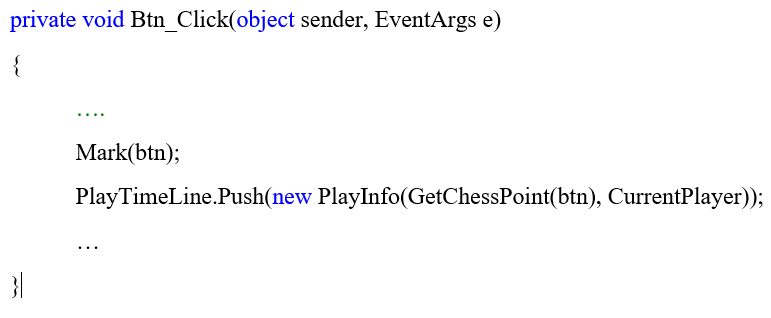 private void Btn_Click(object sender, EventArgs e)
{
….
Mark(btn);
PlayTimeLine.Push(new PlayInfo(GetChessPoint(btn), CurrentPlayer));
…
}